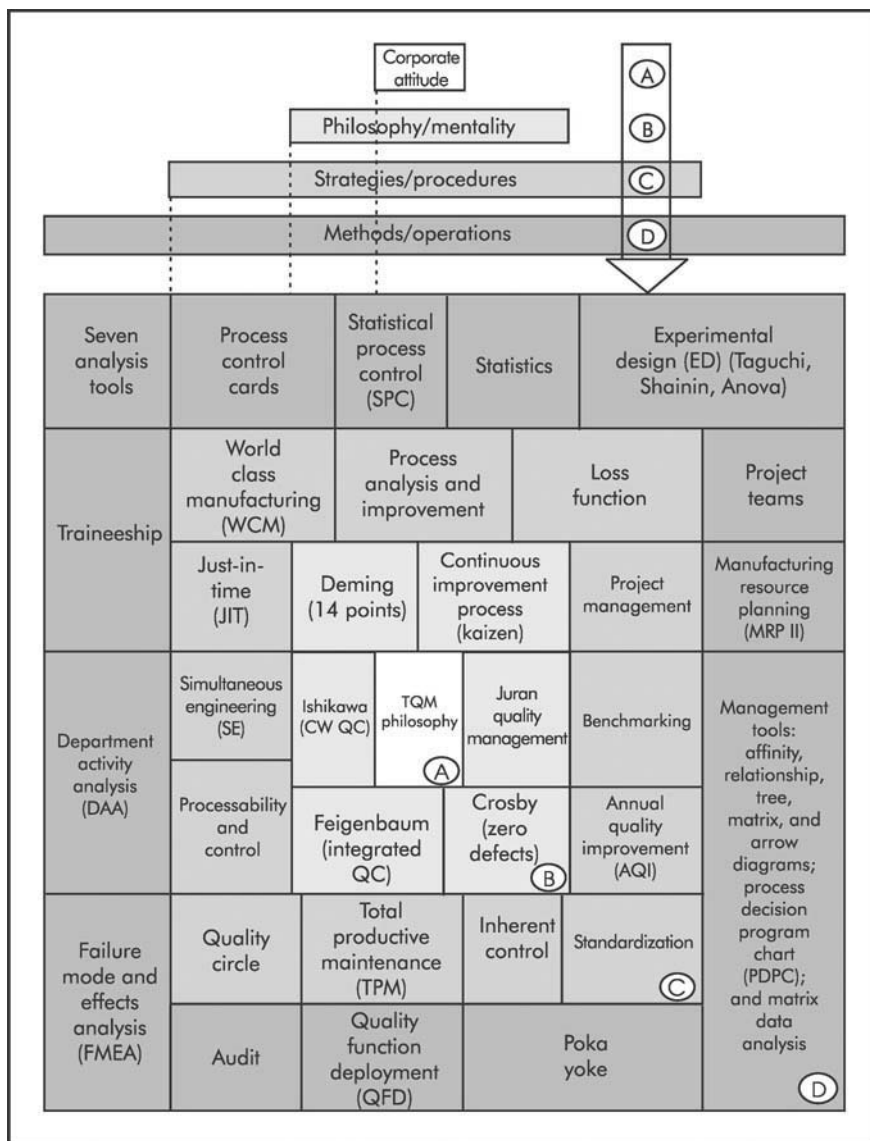 Corporate
attitude
A
Philosophy/mentality
B
Strategies/procedures
C
Methods/operations
D
Seven
analysis
tools
Process
control
cards
Statistical
process
control
(SPC)
Statistics
Experimental
design (ED) (Taguchi,
Shainin, Anova)
Traineeship
World
class
manufacturing
(WCM)
Process
analysis and
improvement
Loss
function
Project
teams
Just-in-
time
(JIT)
Deming
(14 points)
Continuous
improvement
process
(kaizen)
Project
management
Manufacturing
resource
planning
(MRP II)
Department
activity
analysis
(DAA)
Simultaneous
engineering
(SE)
Ishikawa
(CW QC)
TQM
philosophy
A
Juran
quality
management
Benchmarking
Management
tools:
affinity,
relationship,
tree,
matrix, and
arrow
diagrams;
process
decision
program
chart
(PDPC);
and matrix
data
analysis
D
Processability
and
control
Feigenbaum
(integrated
QC)
Crosby
(zero
defects)
B
Annual
quality
improvement
(AQI)
Failure
mode and
effects
analysis
(FMEA)
Quality
circle
Total
productive
maintenance
(TPM)
Inherent
control
Standardization
C
Audit
Quality
function
deployment
(QFD)
Poka
yoke